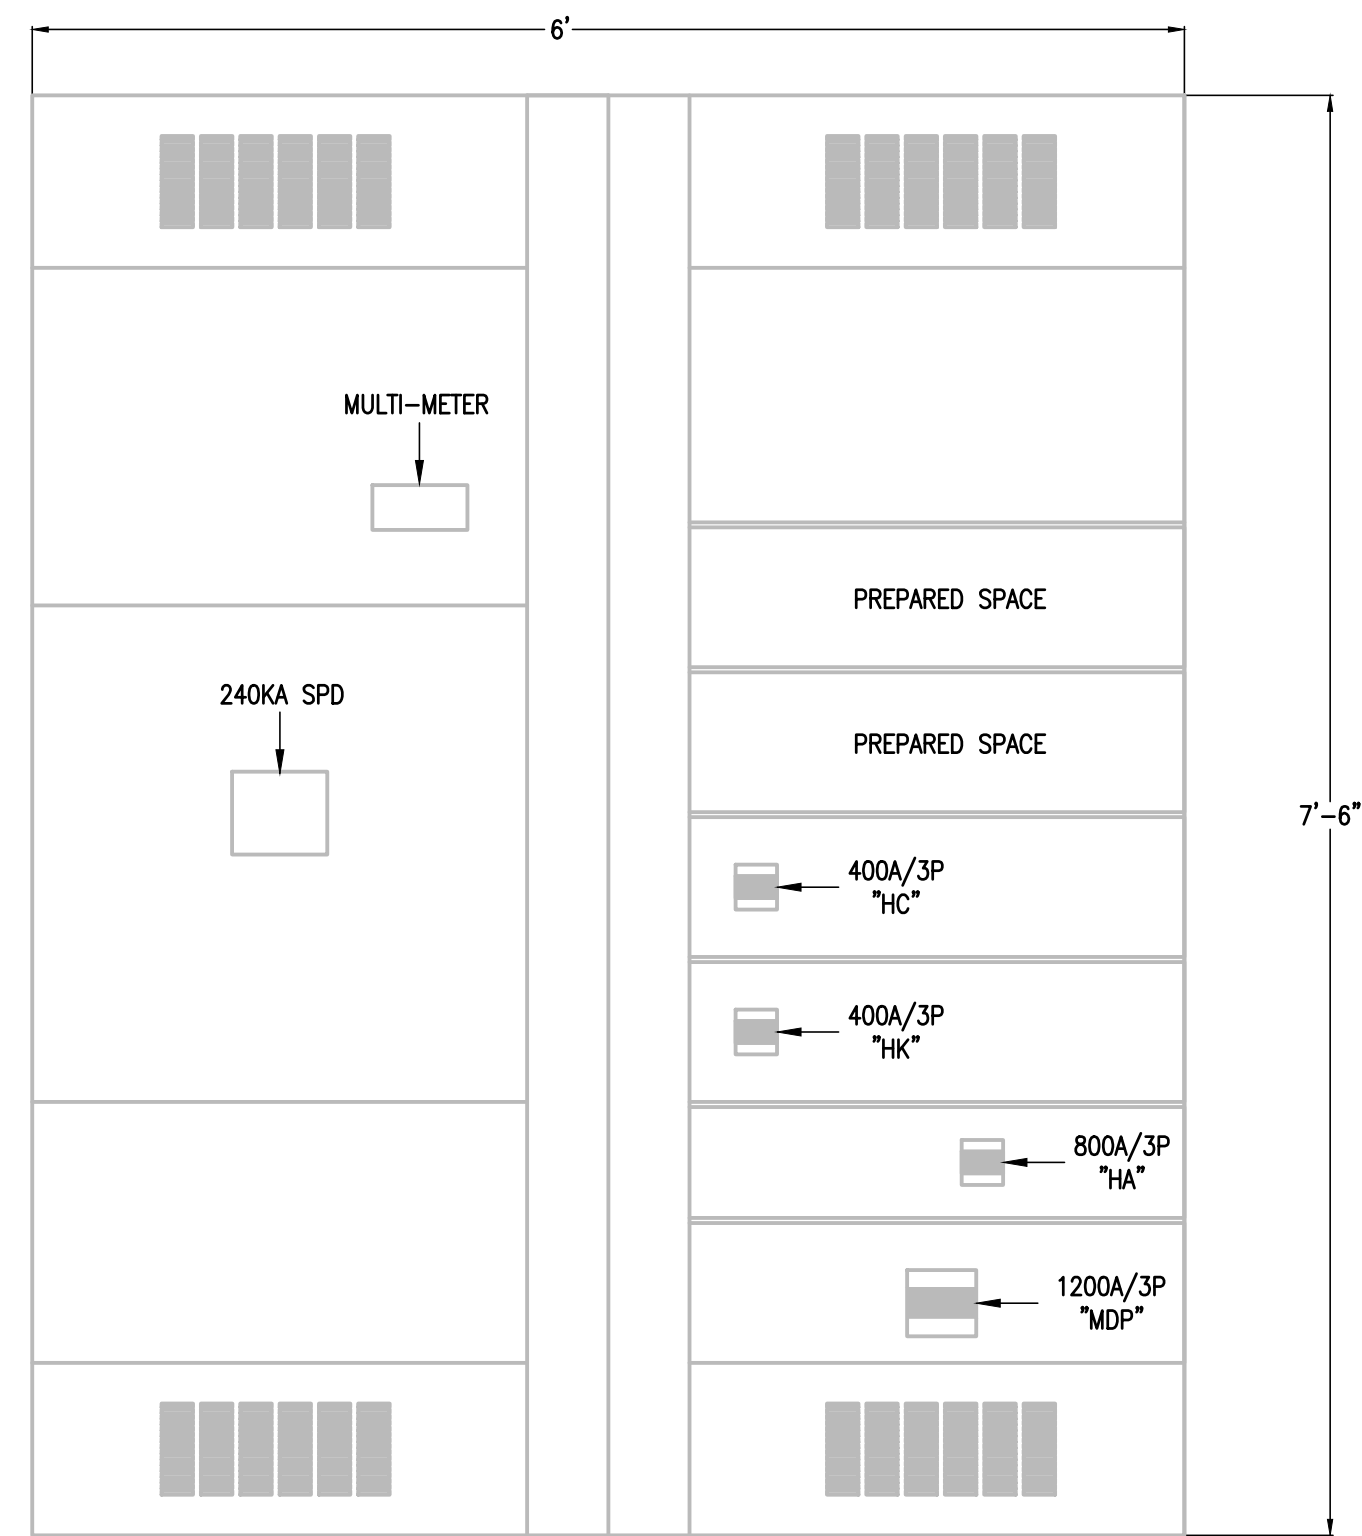 6'
MULTI-METER
PREPARED SPACE
240KA SPD
PREPARED SPACE
7'-6"
400A/3P
"HC"
400A/3P
"HK"
800A/3P
"HA"
1200A/3P
"MDP"